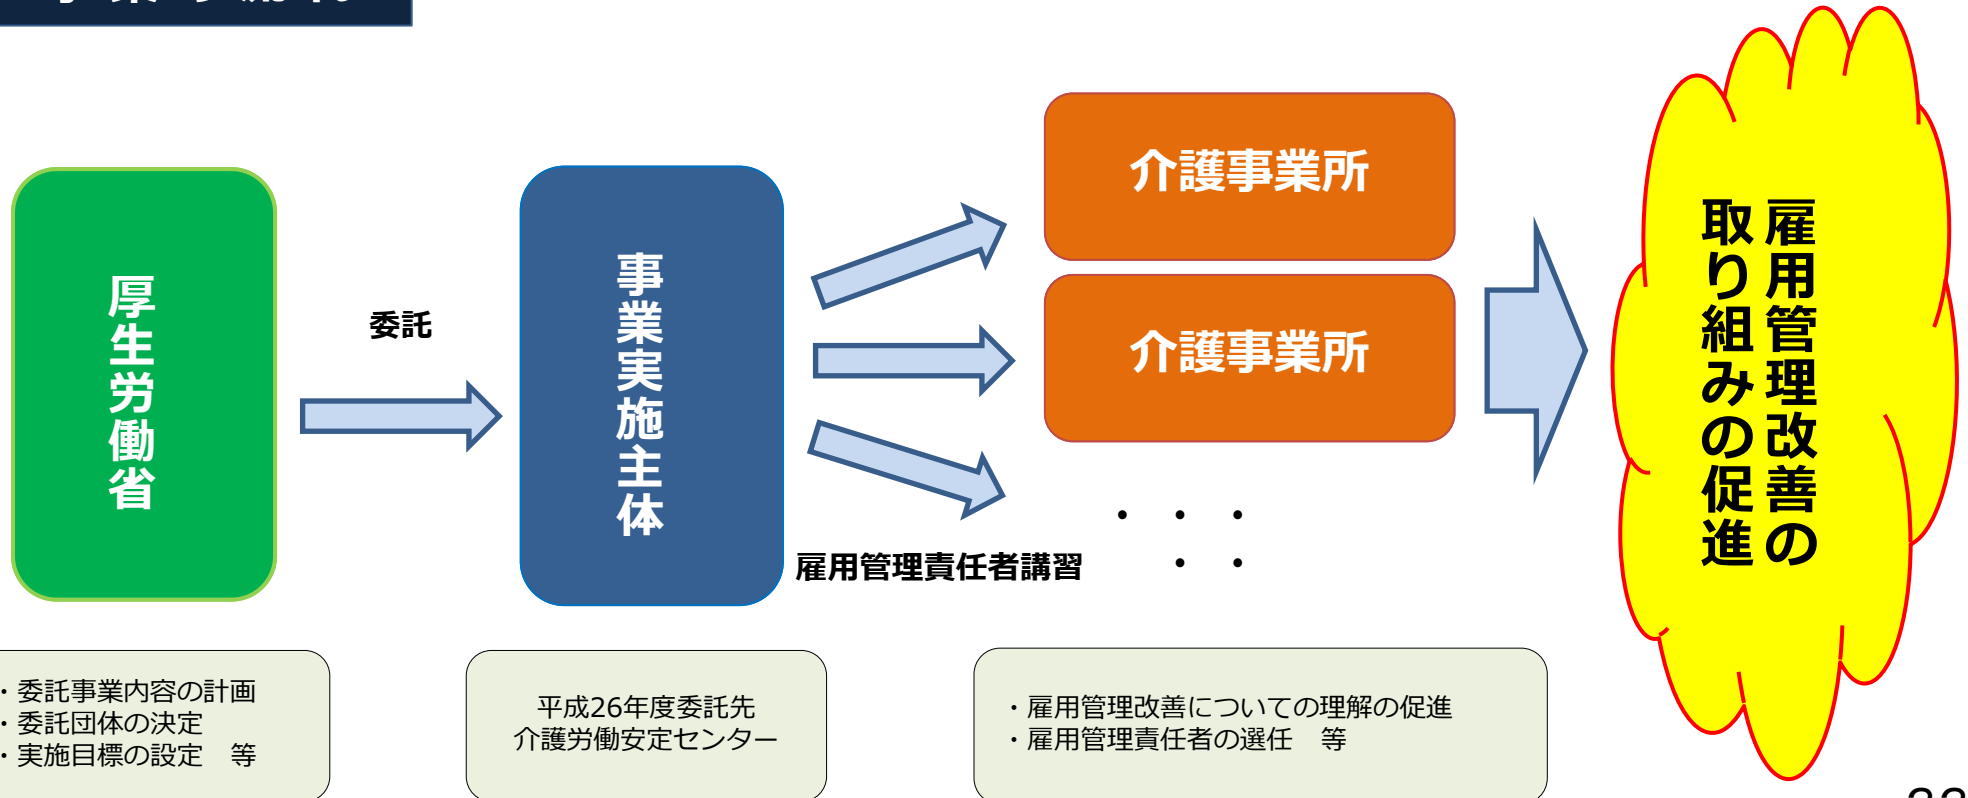 厚生労働省
委託
事業実施主体
介護事業所
介護事業所
・　・　・
・　・
雇用管理責任者講習
雇用管理改善の
取り組みの促進
・委託事業内容の計画
・委託団体の決定
・実施目標の設定　等
平成26年度委託先
介護労働安定センター
・雇用管理改善についての理解の促進
・雇用管理責任者の選任　等